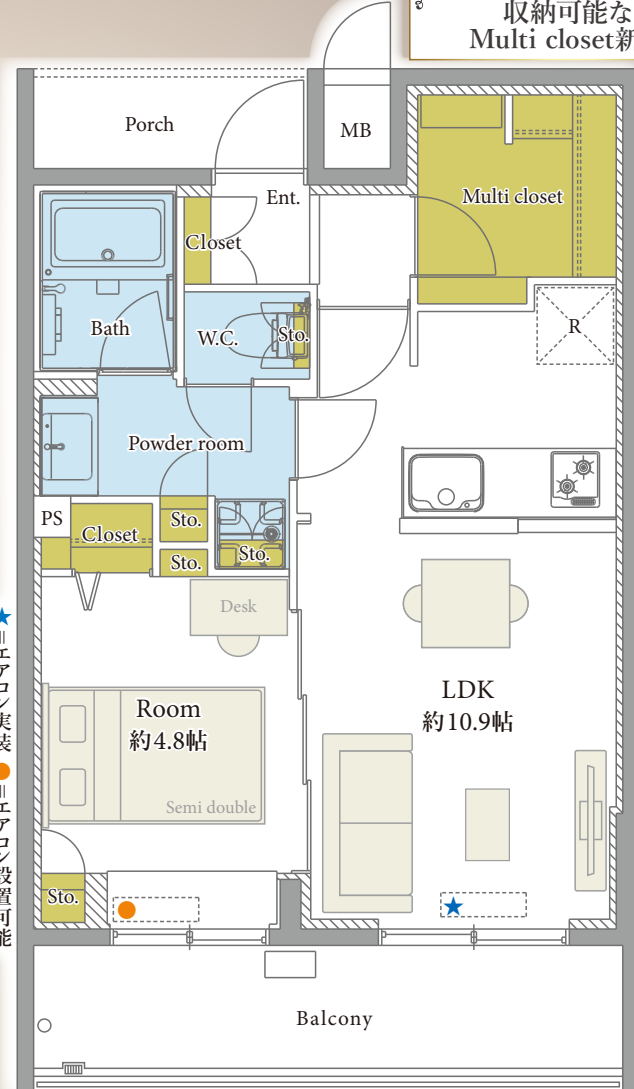 収納可能な
Multi closet新
Porch
MB
Ent.
Multi closet
Closet
Bath
W.C.
Sto.
R
Powder room
PS
Closet
Sto.
Sto.
Sto.
Desk
LDK
約10.9帖
Room
約4.8帖
Semi double
Sto.
Balcony
★=エアコン実装 ●=エアコン設置可能